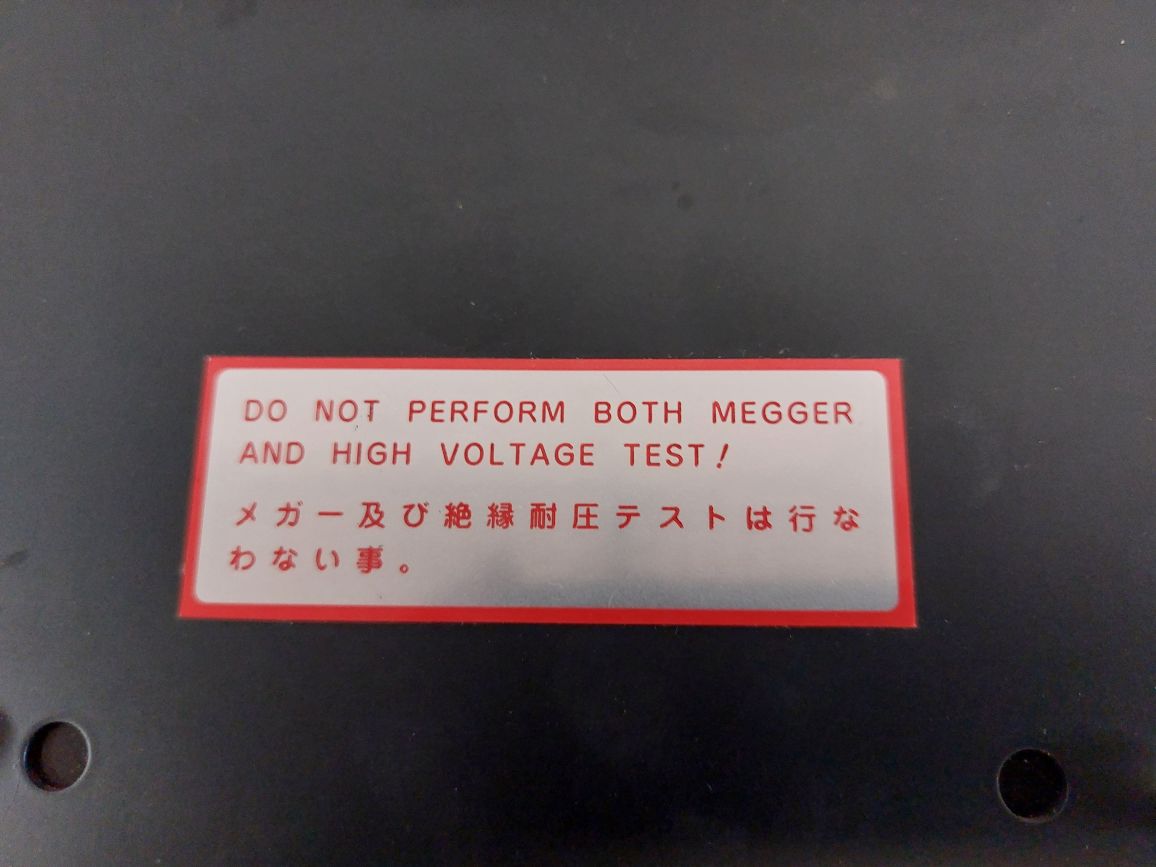 DO NOT PERFORM BOTH MEGGER
AND HIGH VOLTAGE TEST!
メガー及び絶縁耐圧テストは行な
わない事。